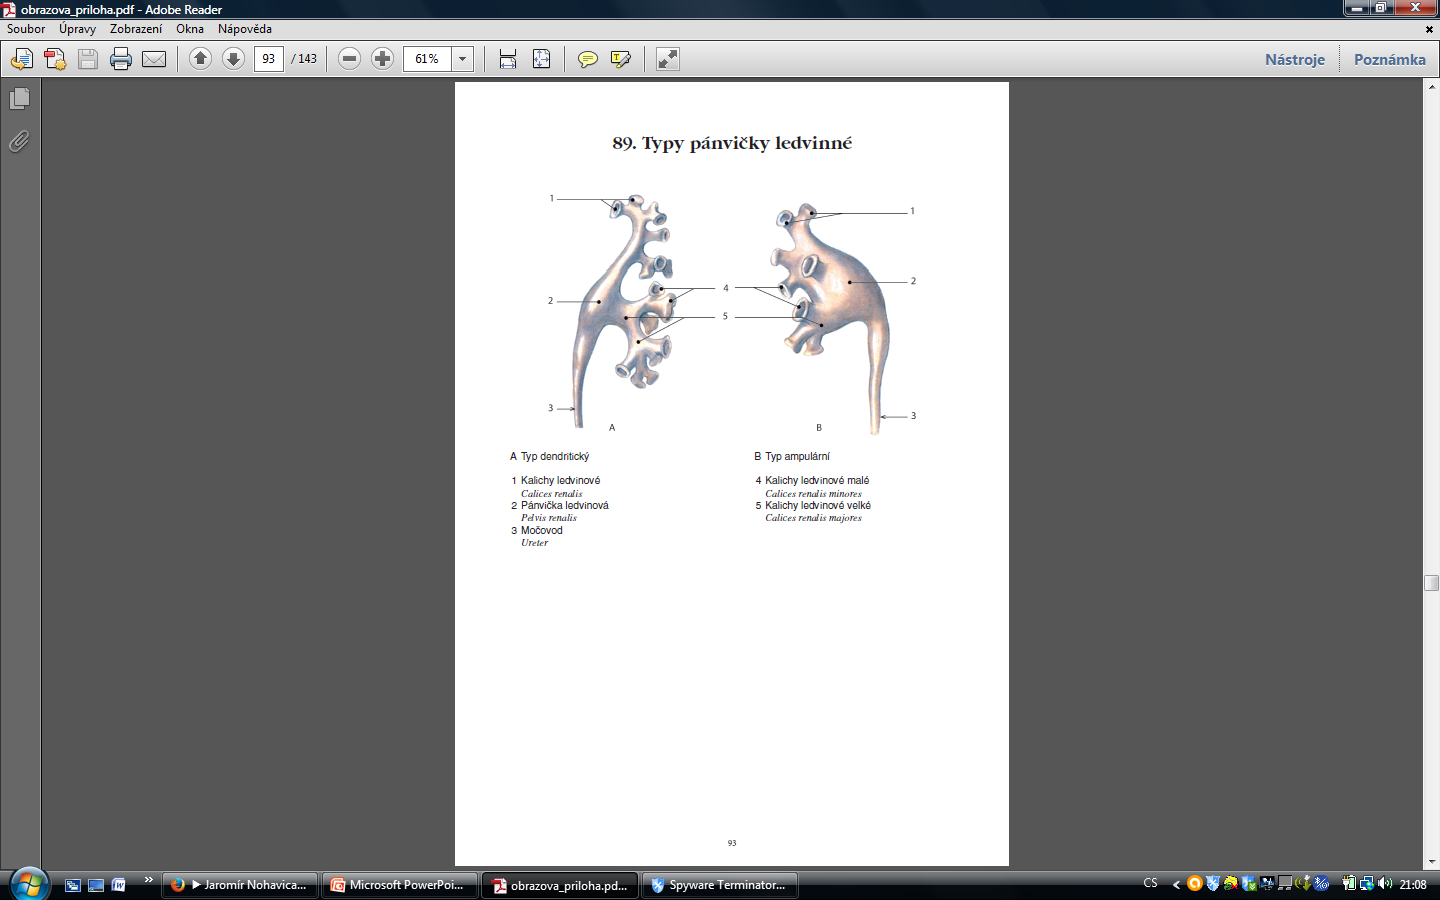 obrazova_priloha.pdf - Adobe Reader
Soubor Úpravy Zobrazení Okna Nápověda
93 / 143 61% Nástroje Poznámka
89. Typy pánvičky ledvinné
1 1
2 4 2
5
3 3
A B
A Typ dendritický
1 Kalichy ledvinové
Calices renalis
2 Pánvička ledvinová
Pelvis renalis
3 Močovod
Ureter
B Typ ampulární
4 Kalichy ledvinové malé
Calices renalis minores
5 Kalichy ledvinové velké
Calices renalis majores
93
Jaromír Nohavica... Microsoft PowerPoi... obrazova_priloha.pd... Spyware Terminator... CS 21:08